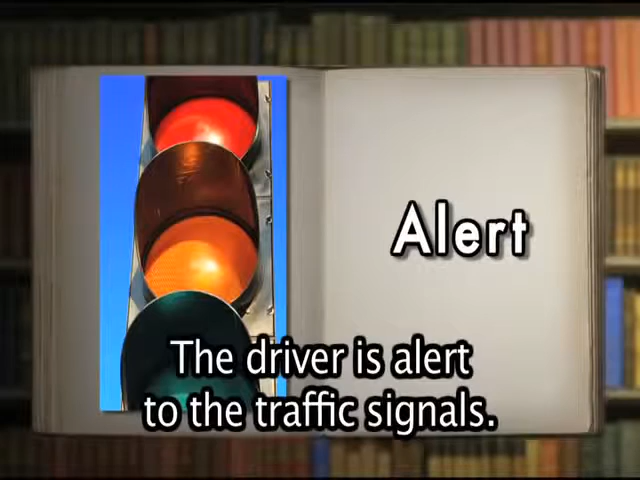 Alert
The driver is alert
to the traffic signals.